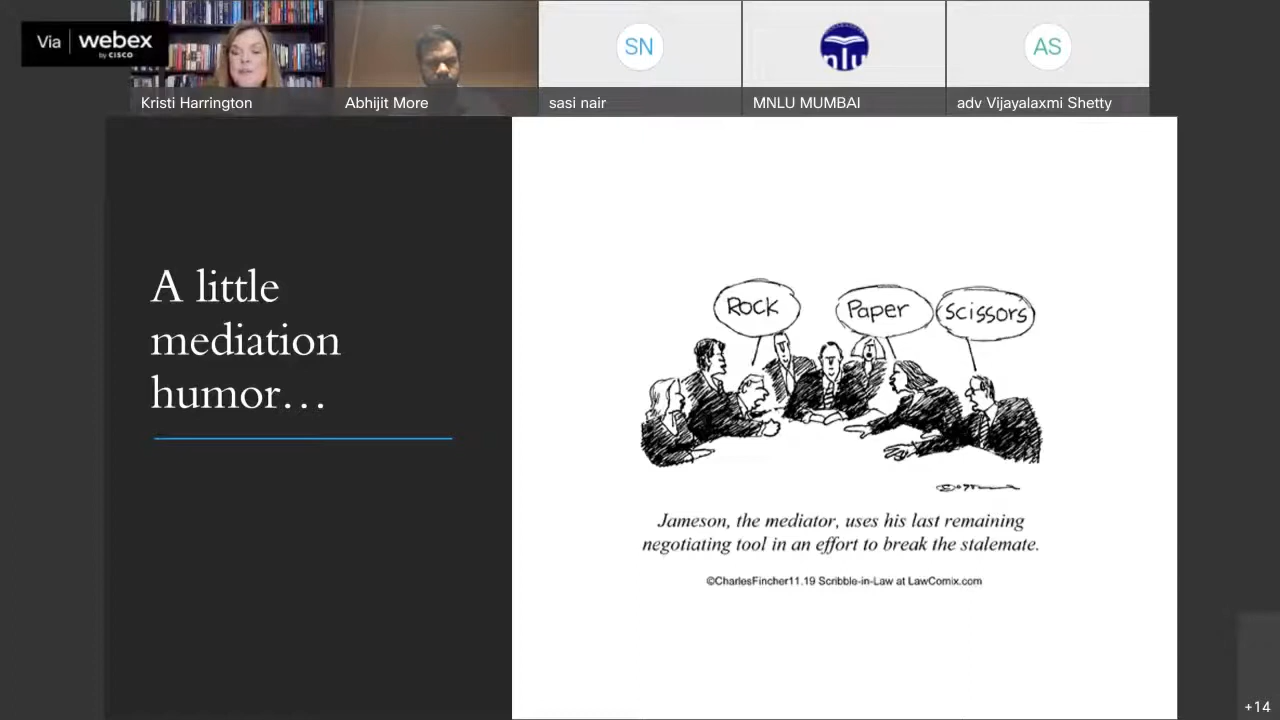 Via webex
by CISCO
SN
nlu
AS
Kristi Harrington
Abhijit More
sasi nair
MNLU MUMBAI
adv Vijayalaxmi Shetty
A little
mediation
humor...
Rock
Paper
Scissors
Jameson, the mediator, uses his last remaining
negotiating tool in an effort to break the stalemate.
©CharlesFincher11.19 Scribble-in-Law at LawComix.com
+14